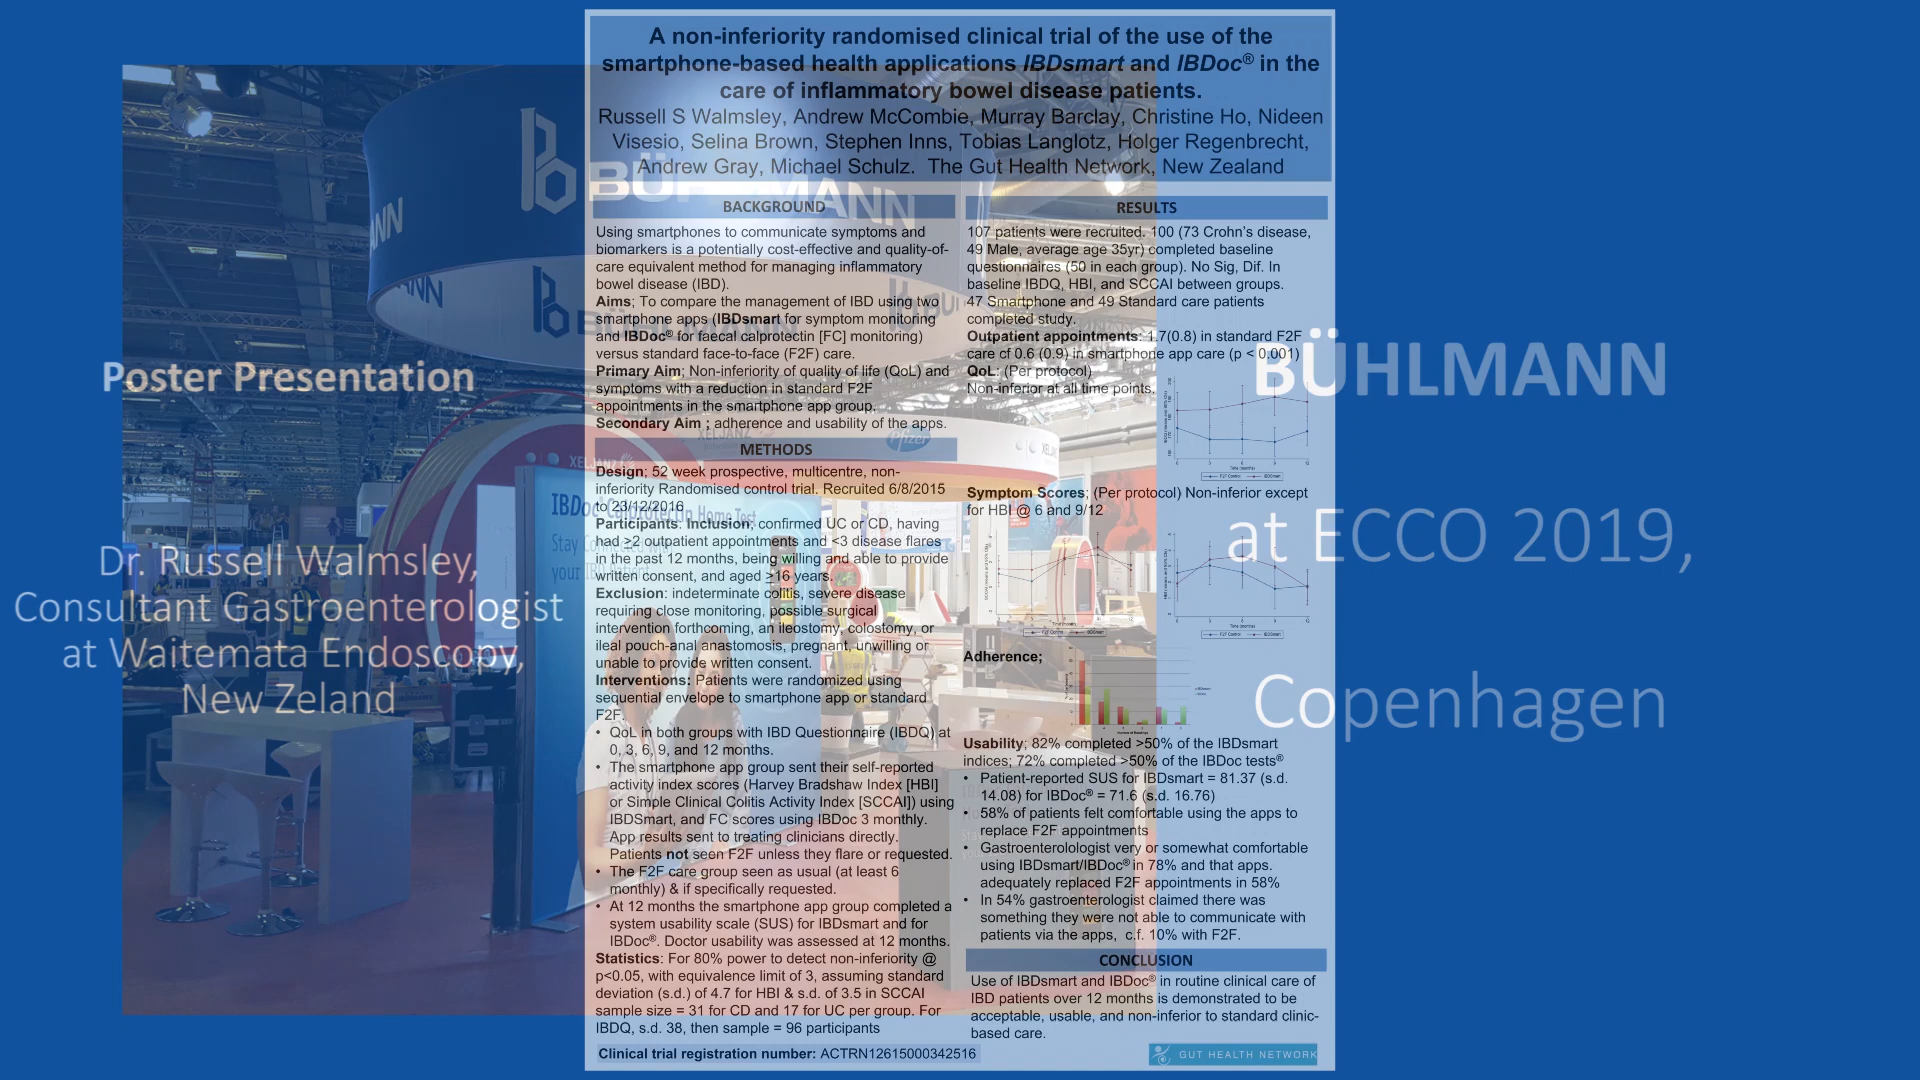 A non-inferiority randomised clinical trial of the use of the
smartphone-based health applications IBDsmart and IBDoc® in the
care of inflammatory bowel disease patients.
Russell S Walmsley, Andrew McCombie, Murray Barclay, Christine Ho, Nideen
Visesio, Selina Brown, Stephen Inns, Tobias Langlotz, Holger Regenbrecht,
Andrew Gray, Michael Schulz. The Gut Health Network, New Zealand
BÜHLMANN
Poster Presentation
Dr. Russell Walmsley,
Consultant Gastroenterologist
at Waitemata Endoscopy,
New Zeland
BACKGROUND
Using smartphones to communicate symptoms and
biomarkers is a potentially cost-effective and quality-of-
care equivalent method for managing inflammatory
bowel disease (IBD).
Aims; To compare the management of IBD using two
smartphone apps (IBDsmart for symptom monitoring
and IBDoc® for faecal calprotectin [FC] monitoring)
versus standard face-to-face (F2F) care.
Primary Aim; Non-inferiority of quality of life (QoL) and
symptoms with a reduction in standard F2F
appointments in the smartphone app group.
Secondary Aim ; adherence and usability of the apps.
XELJANZ
Pfizer
METHODS
Design; 52 week prospective, multicentre, non-
inferiority Randomised control trial. Recruited 6/8/2015
to 23/12/2016
Participants: Inclusion; confirmed UC or CD, having
had >2 outpatient appointments and <3 disease flares
in the past 12 months, being willing and able to provide
written consent, and aged >16 years.
Exclusion: indeterminate colitis, severe disease
requiring close monitoring, possible surgical
intervention forthcoming, an ileostomy, colostomy, or
ileal pouch-anal anastomosis, pregnant, unwilling or
unable to provide written consent.
Interventions: Patients were randomized using
sequential envelope to smartphone app or standard
F2F.
• QoL in both groups with IBD Questionnaire (IBDQ) at
0, 3, 6, 9, and 12 months.
• The smartphone app group sent their self-reported
activity index scores (Harvey Bradshaw Index [HBI]
or Simple Clinical Colitis Activity Index [SCCAI]) using
IBDSmart, and FC scores using IBDoc 3 monthly.
App results sent to treating clinicians directly.
Patients not seen F2F unless they flare or requested.
• The F2F care group seen as usual (at least 6
monthly) & if specifically requested.
• At 12 months the smartphone app group completed a
system usability scale (SUS) for IBDsmart and for
IBDoc®. Doctor usability was assessed at 12 months.
Statistics: For 80% power to detect non-inferiority @
p<0.05, with equivalence limit of 3, assuming standard
deviation (s.d.) of 4.7 for HBI & s.d. of 3.5 in SCCAI
sample size = 31 for CD and 17 for UC per group. For
IBDQ, s.d. 38, then sample = 96 participants
Clinical trial registration number: ACTRN12615000342516
RESULTS
107 patients were recruited. 100 (73 Crohn's disease,
49 Male, average age 35yr) completed baseline
questionnaires (50 in each group). No Sig, Dif. In
baseline IBDQ, HBI, and SCCAI between groups.
47 Smartphone and 49 Standard care patients
completed study.
Outpatient appointments: 1.7(0.8) in standard F2F
care cf 0.6 (0.9) in smartphone app care (p < 0.001)
QoL: (Per protocol)
Non-inferior at all time points.
Symptom Scores; (Per protocol) Non-inferior except
for HBI @ 6 and 9/12
Adherence;
Usability; 82% completed >50% of the IBDsmart
indices; 72% completed >50% of the IBDoc tests®
• Patient-reported SUS for IBDsmart = 81.37 (s.d.
14.08) for IBDoc® = 71.6 (s.d. 16.76)
• 58% of patients felt comfortable using the apps to
replace F2F appointments
• Gastroenterolologist very or somewhat comfortable
using IBDsmart/IBDoc® in 78% and that apps.
adequately replaced F2F appointments in 58%
• In 54% gastroenterologist claimed there was
something they were not able to communicate with
patients via the apps, c.f. 10% with F2F.
CONCLUSION
Use of IBDsmart and IBDoc® in routine clinical care of
IBD patients over 12 months is demonstrated to be
acceptable, usable, and non-inferior to standard clinic-
based care.
GUT HEALTH NETWORK
BÜHLMANN
at ECCO 2019,
Copenhagen